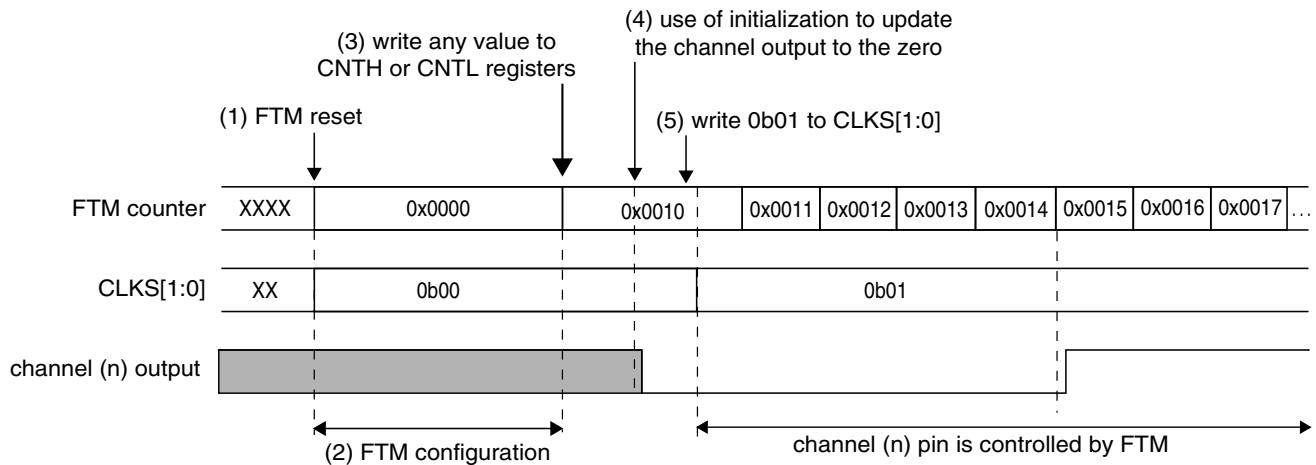 (4) use of initialization to update
the channel output to the zero
(3) write any value to
CNTH or CNTL registers
(1) FTM reset
(5) write 0b01 to CLKS[1:0]
FTM counter XXXX 0x0000 0x0010 0x0011 0x0012 0x0013 0x0014 0x0015 0x0016 0x0017 ...
CLKS[1:0] XX 0b00 0b01
channel (n) output
(2) FTM configuration
channel (n) pin is controlled by FTM